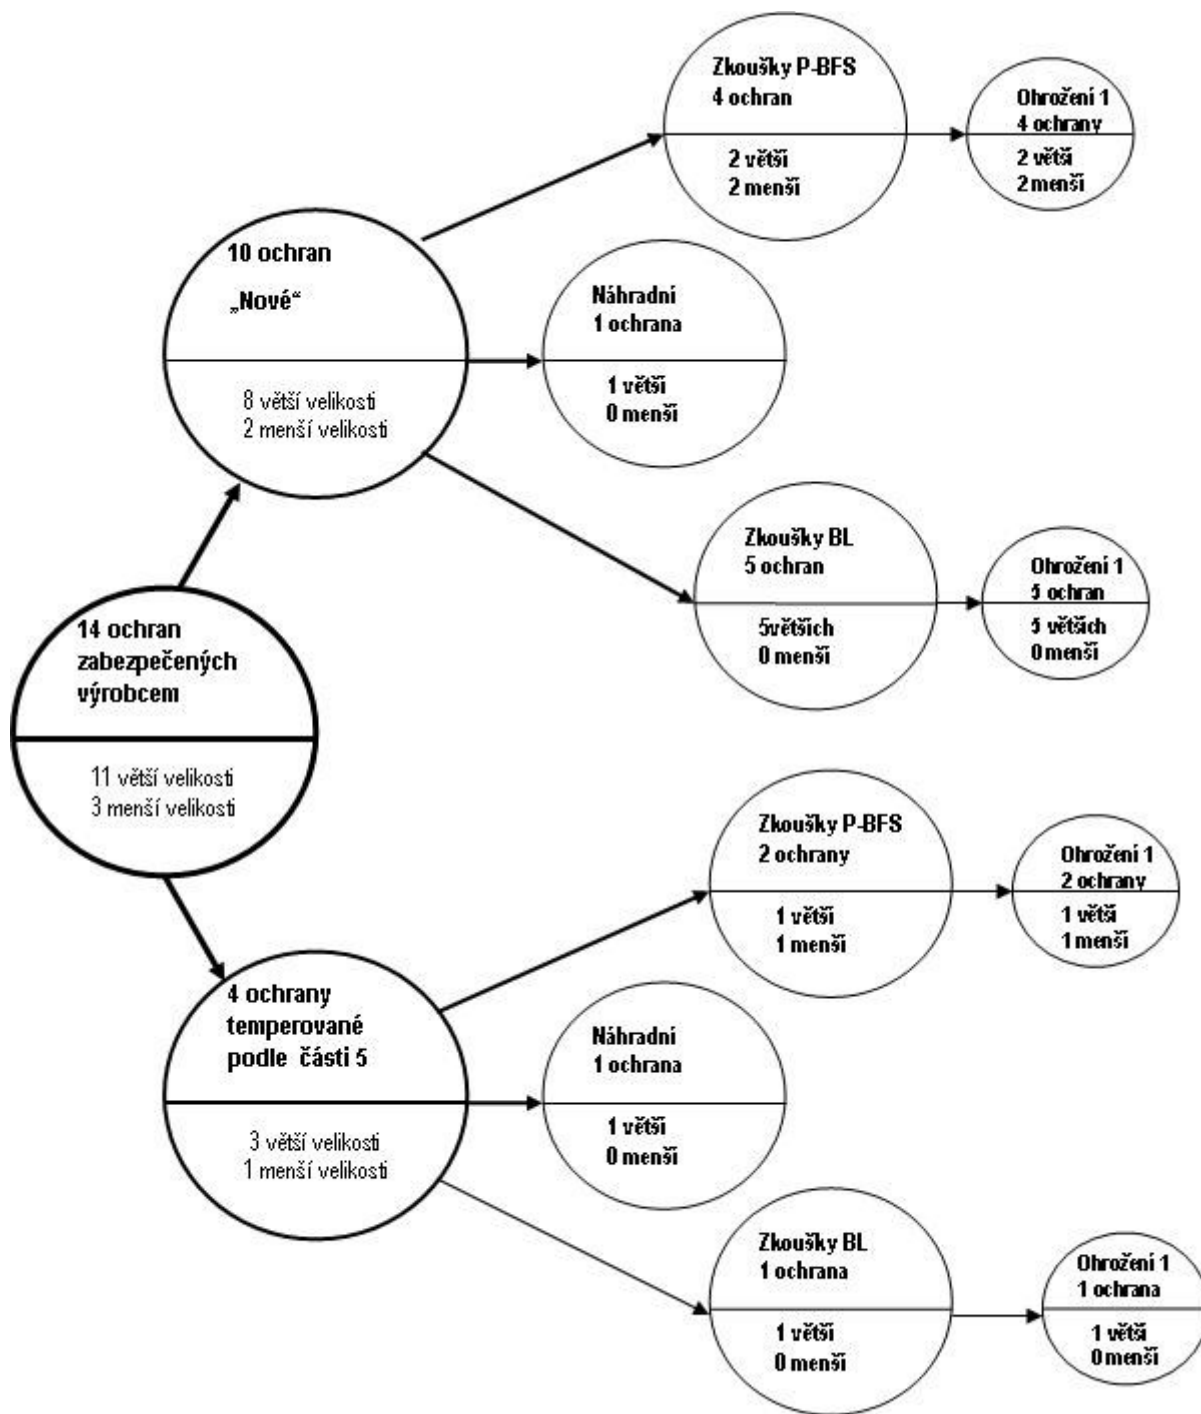 Zkoušky P-BFS
4 ochran
2 větší
2 menší
Ohrožení 1
4 ochrany
2 větší
2 menší
10 ochran
„Nové“
8 větší velikosti
2 menší velikosti
Náhradní
1 ochrana
1 větší
0 menší
Zkoušky BL
5 ochran
5větších
0 menší
Ohrožení 1
5 ochran
5 větších
0 menší
14 ochran
zabezpečených
výrobcem
11 větší velikosti
3 menší velikosti
Zkoušky P-BFS
2 ochrany
1 větší
1 menší
Ohrožení 1
2 ochrany
1 větší
1 menší
4 ochrany
temperované
podle části 5
3 větší velikosti
1 menší velikosti
Náhradní
1 ochrana
1 větší
0 menší
Zkoušky BL
1 ochrana
1 větší
0 menší
Ohrožení 1
1 ochrana
1 větší
0 menší